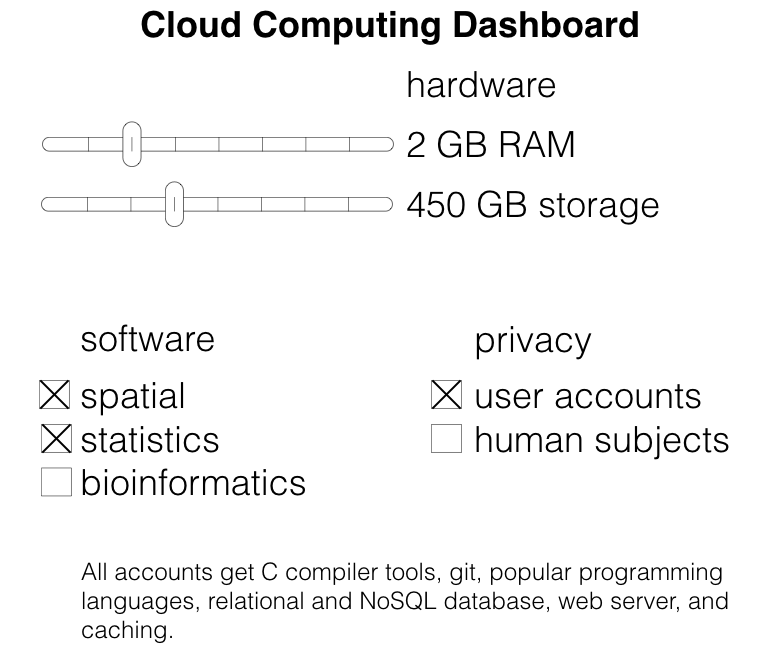 Cloud Computing Dashboard
hardware
2 GB RAM
450 GB storage
software
spatial
statistics
bioinformatics
privacy
user accounts
human subjects
All accounts get C compiler tools, git, popular programming
languages, relational and NoSQL database, web server, and
caching.